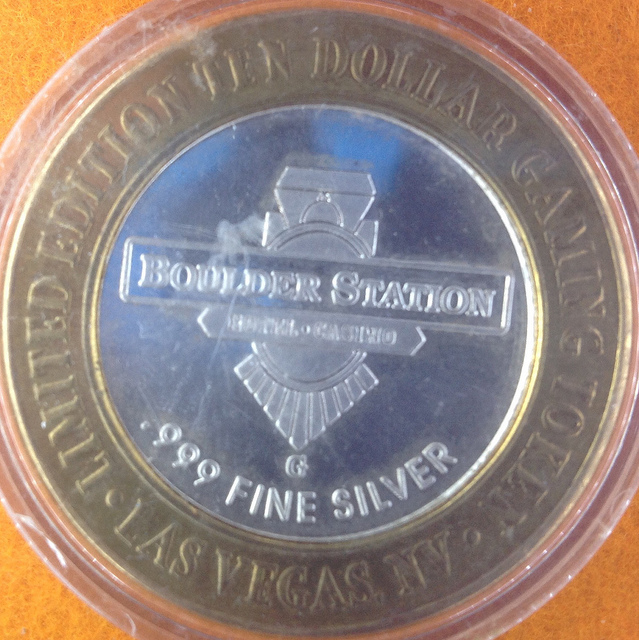 LIMITED EDITION TEN DOLLAR GAMING TOKEN
BOULDER STATION
HOTEL · CASINO
G
.999 FINE SILVER
· LAS VEGAS, NV ·